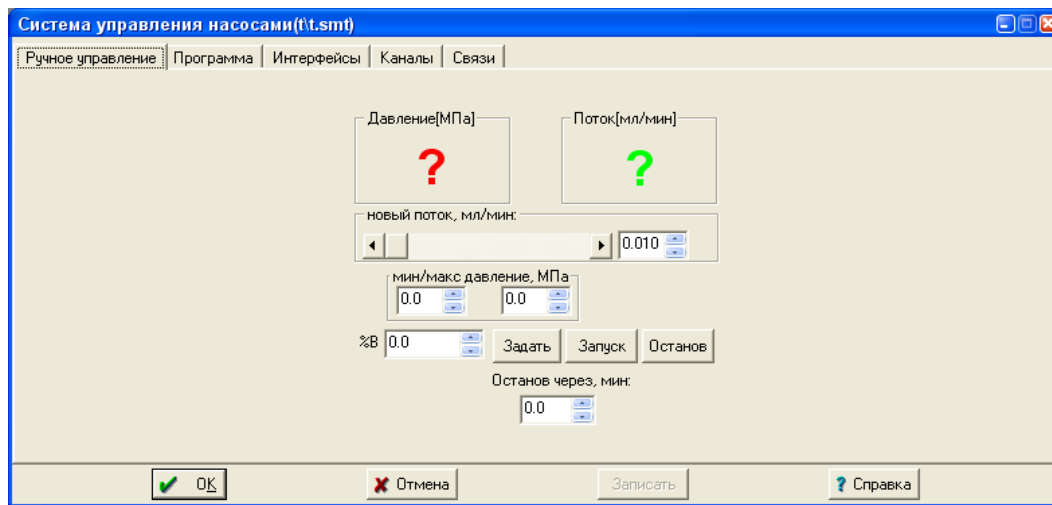 Система управления насосами(t\t.smt)
Ручное управление Программа Интерфейсы Каналы Связи
Давление[МПа] Поток[мл/мин]
? ?
новый поток, мл/мин:
0.010
мин/макс давление, МПа
0.0 0.0
%B 0.0 Задать Запуск Останов
Останов через, мин:
0.0
OK Отмена Записать ? Справка